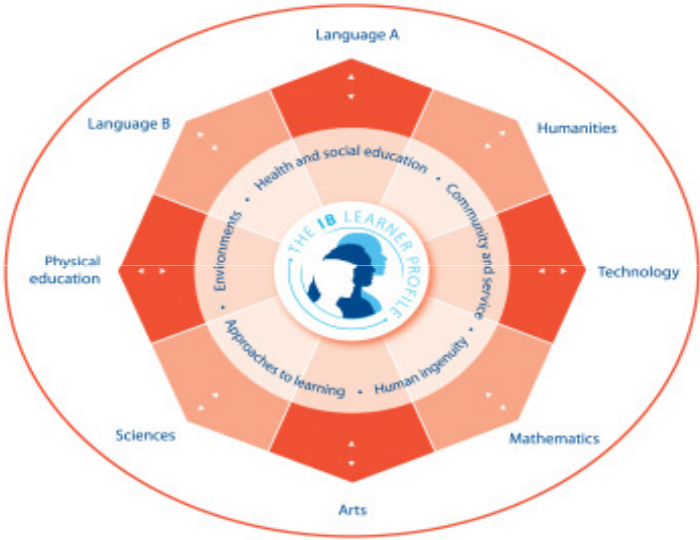 Language A
Language B
Humanities
Health and social education
Community and service
Environments
THE IB LEARNER PROFILE
Physical
education
Technology
Approaches to learning
Human ingenuity
Sciences
Mathematics
Arts